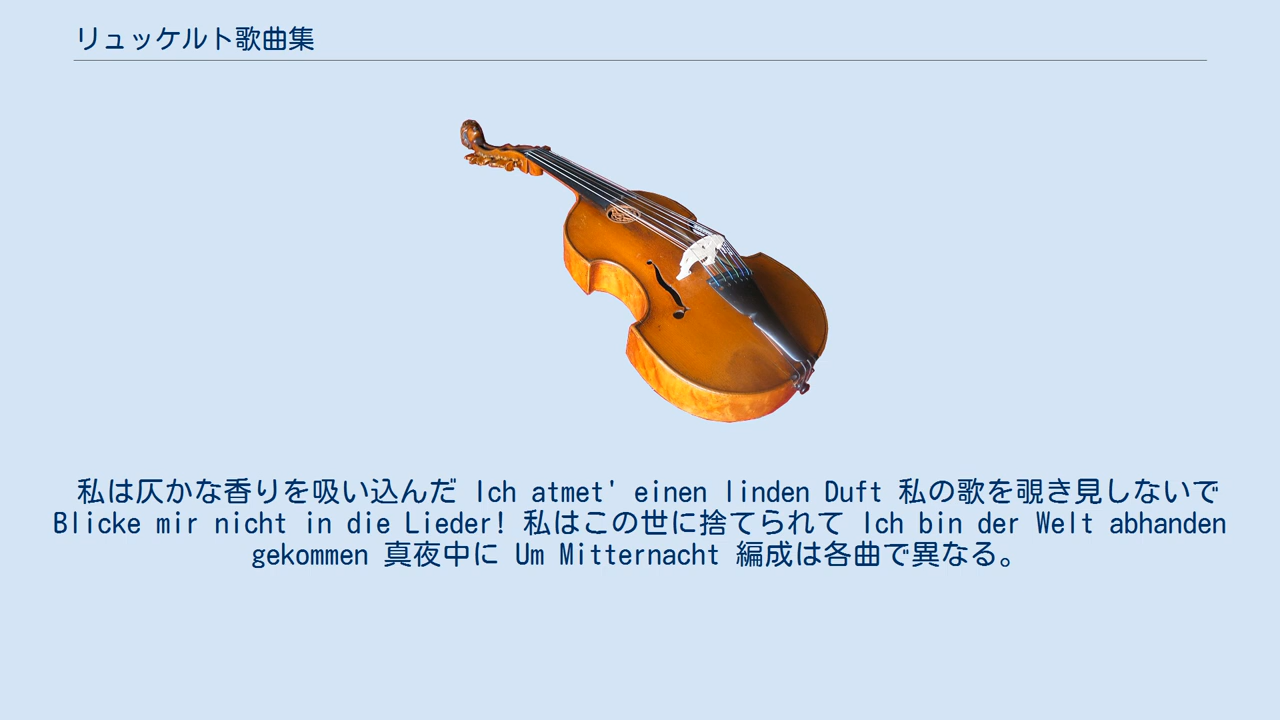 リュッケルト歌曲集
私は仄かな香りを吸い込んだ Ich atmet' einen linden Duft 私の歌を覗き見しないで
Blicke mir nicht in die Lieder! 私はこの世に捨てられて Ich bin der Welt abhanden
gekommen 真夜中に Um Mitternacht 編成は各曲で異なる。